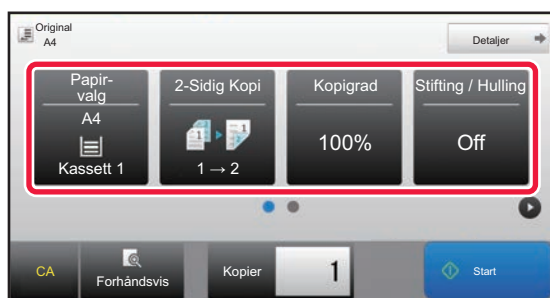 Original
A4
Detaljer
Papir-
valg
A4
Kassett 1
2-Sidig Kopi
1 → 2
Kopigrad
100%
Stifting / Hulling
Off
CA
Forhåndsvis
Kopier
1
Start